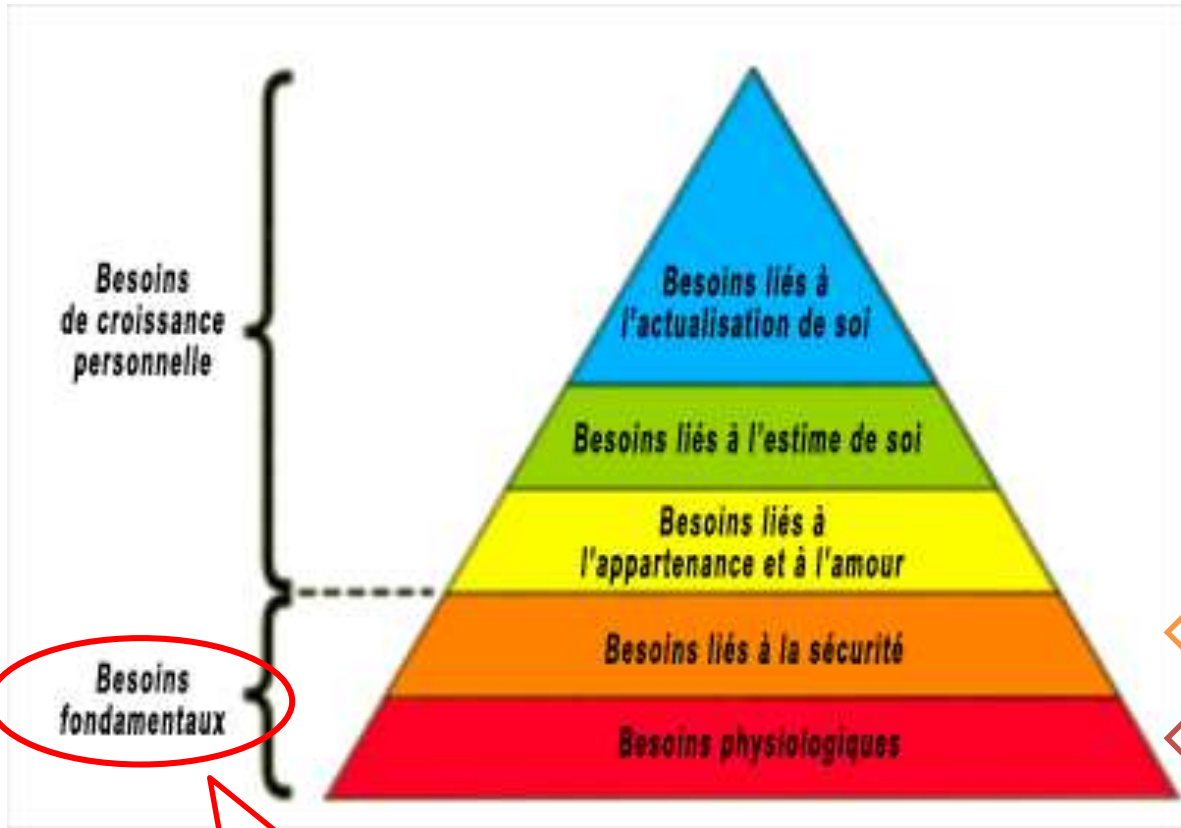 Besoins
de croissance
personnelle
Besoins
fondamentaux
Besoins liés à
l'actualisation de soi
Besoins liés à l'estime de soi
Besoins liés à
l'appartenance et à l'amour
Besoins liés à la sécurité
Besoins physiologiques